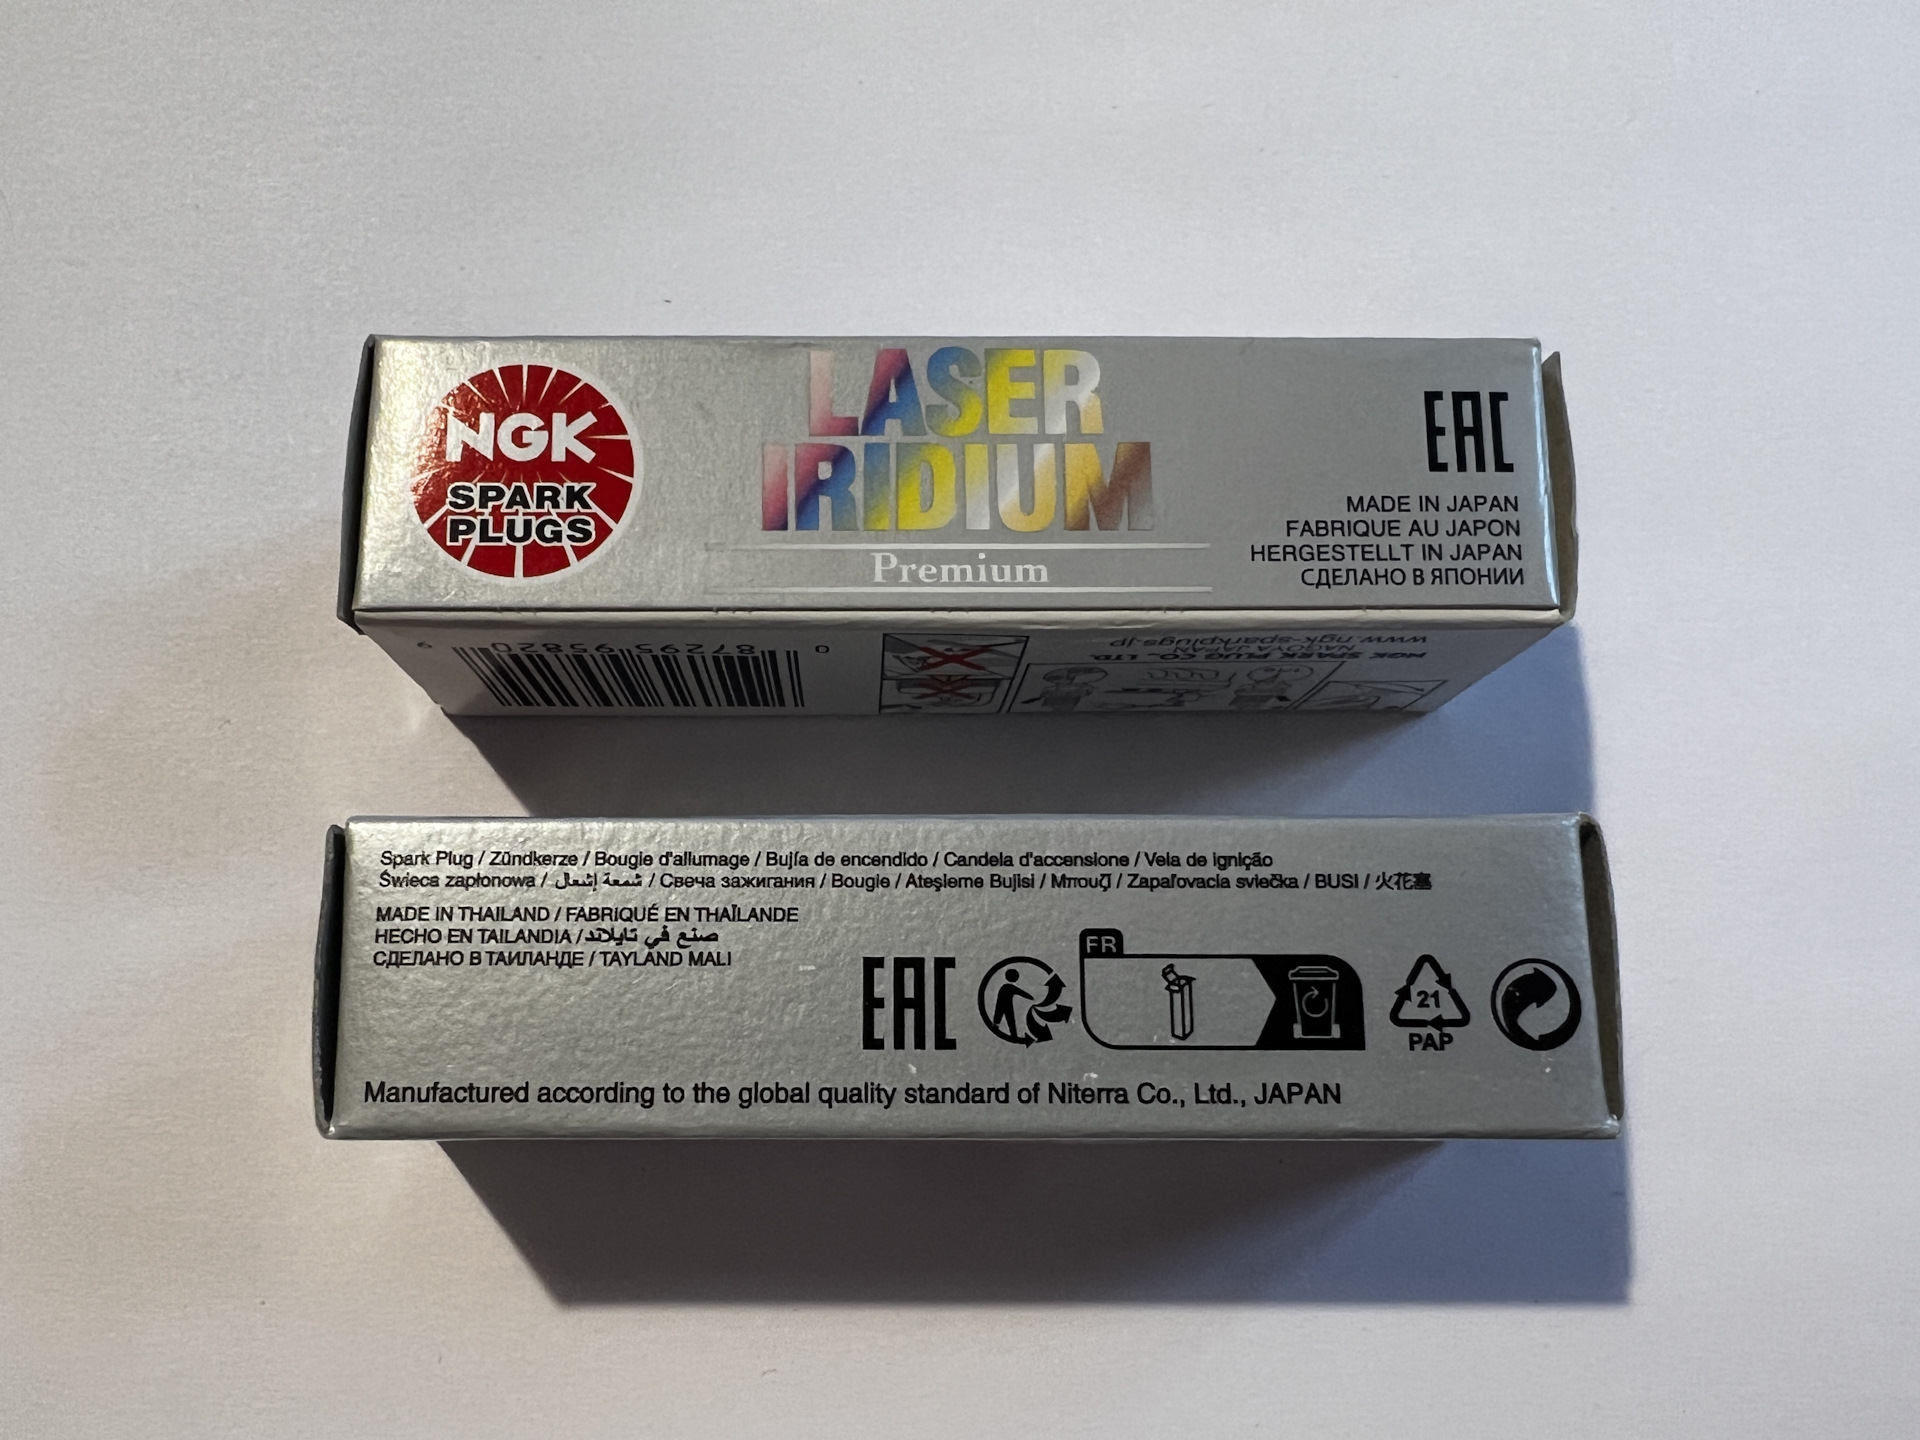 NGK
SPARK
PLUGS
LASER
IRIDIUM
Premium
EAC
MADE IN JAPAN
FABRIQUE AU JAPON
HERGESTELLT IN JAPAN
СДЕЛАНО В ЯПОНИИ
0 87295 95820 9
www.ngk-sparkplugs.jp
NAGOYA JAPAN
NGK SPARK PLUG CO., LTD.
Spark Plug / Zündkerze / Bougie d'allumage / Bujía de encendido / Candela d'accensione / Vela de ignição
Świeca zapłonowa / شمعة إشعال / Свеча зажигания / Bougie / Ateşleme Bujisi / Μπουζί / Zapaľovacia sviečka / BUSI / 火花塞
MADE IN THAILAND / FABRIQUÉ EN THAÏLANDE
HECHO EN TAILANDIA / صنع في تايلاند
СДЕЛАНО В ТАИЛАНДЕ / TAYLAND MALI
EAC
FR
21
PAP
Manufactured according to the global quality standard of Niterra Co., Ltd., JAPAN